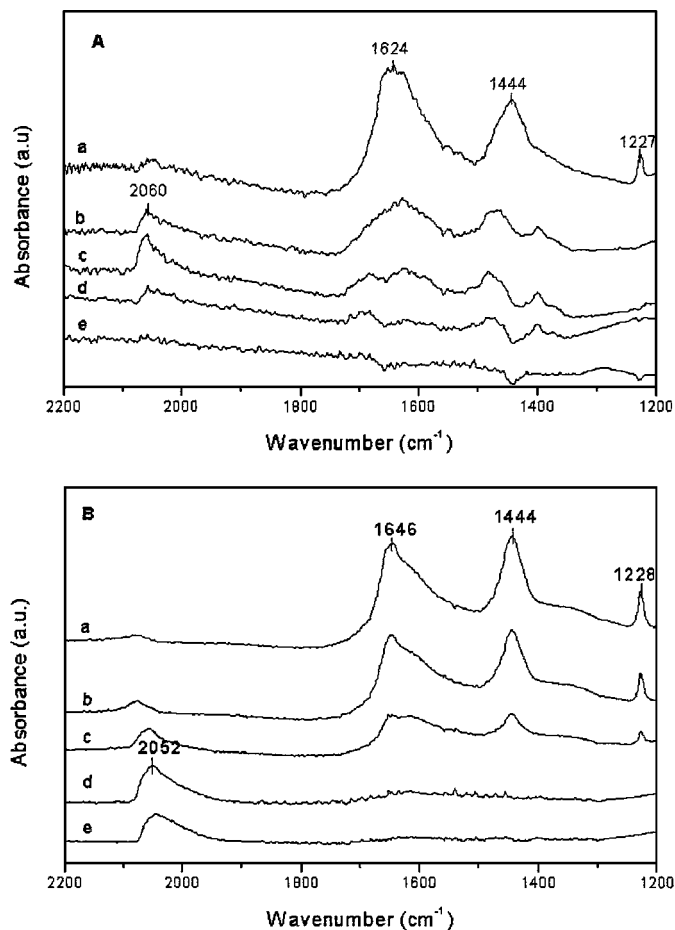 A
1624
1444
1227
a
2060
b
c
d
e
Absorbance (a.u)
2200 2000 1800 1600 1400 1200
Wavenumber (cm-1)
B
1646
1444
1228
a
b
c
2052
d
e
Absorbance (a.u.)
2200 2000 1800 1600 1400 1200
Wavenumber (cm-1)